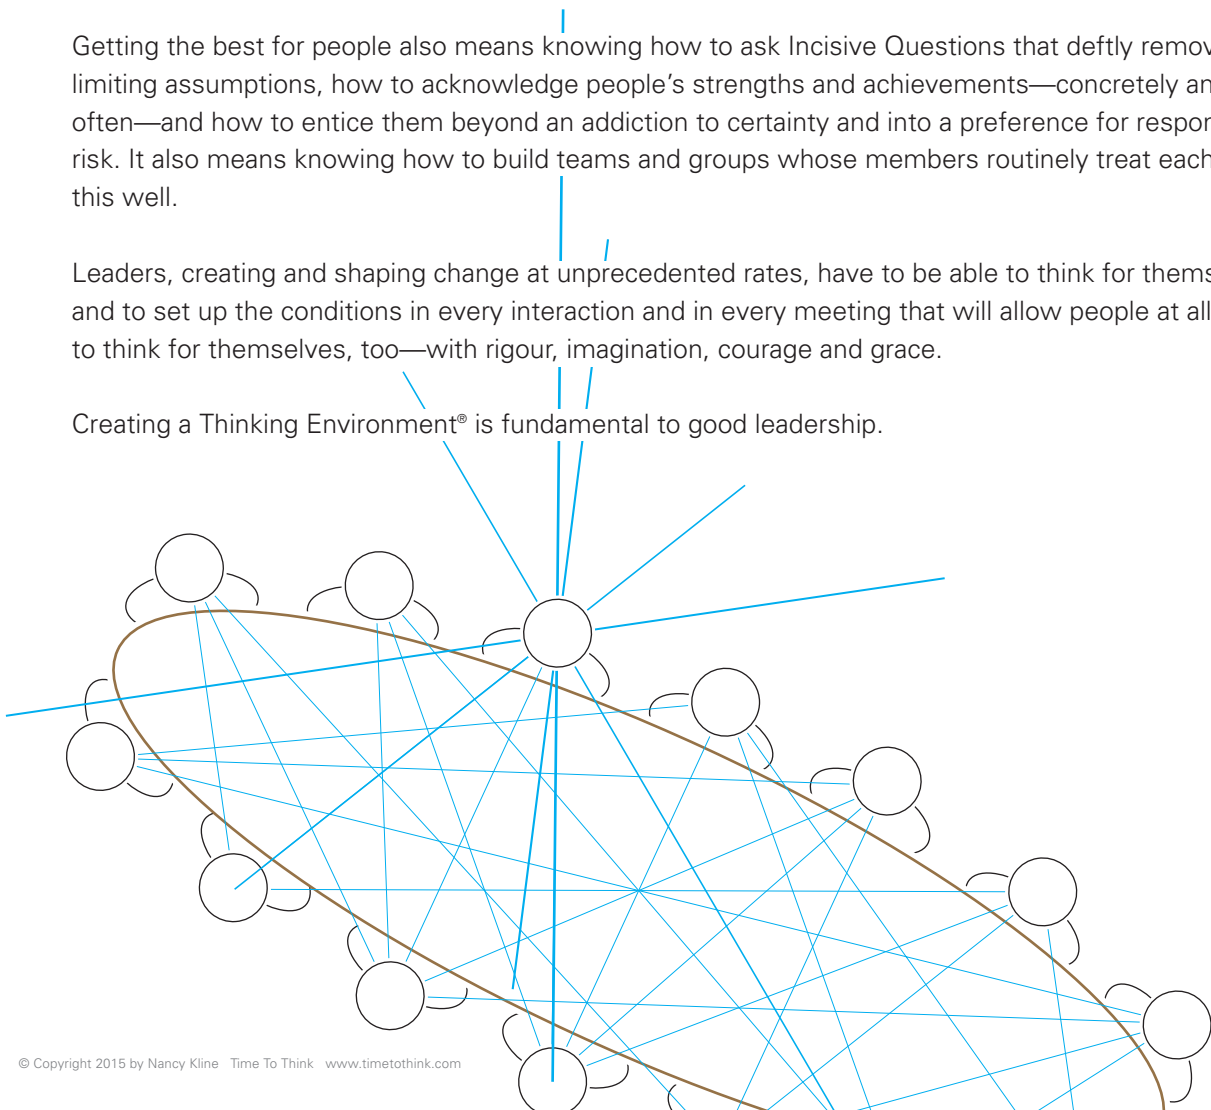 Getting the best for people also means knowing how to ask Incisive Questions that deftly remov
limiting assumptions, how to acknowledge people’s strengths and achievements—concretely an
often—and how to entice them beyond an addiction to certainty and into a preference for respon
risk. It also means knowing how to build teams and groups whose members routinely treat each
this well.
Leaders, creating and shaping change at unprecedented rates, have to be able to think for thems
and to set up the conditions in every interaction and in every meeting that will allow people at all
to think for themselves, too—with rigour, imagination, courage and grace.
Creating a Thinking Environment® is fundamental to good leadership.
© Copyright 2015 by Nancy Kline Time To Think www.timetothink.com